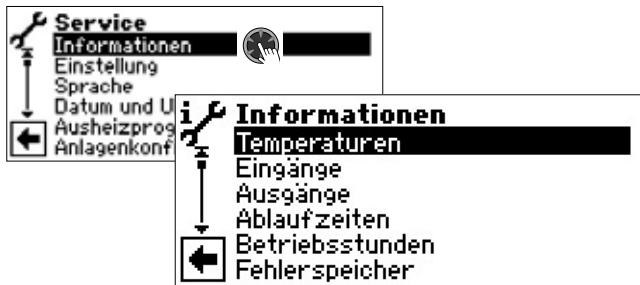 Service
Informationen
Einstellung
Sprache
Datum und U
Ausheizprog
Anlagenkonf
Informationen
Temperaturen
Eingänge
Ausgänge
Ablaufzeiten
Betriebsstunden
Fehlerspeicher